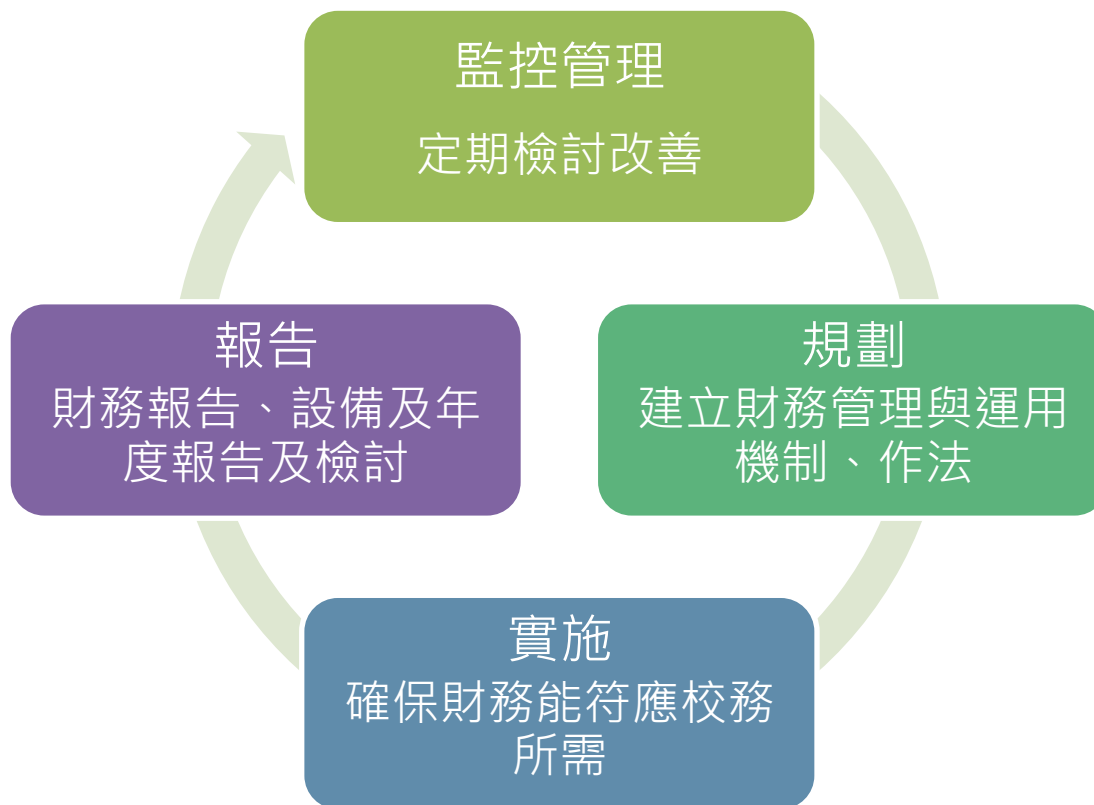 監控管理
定期檢討改善
規劃
建立財務管理與運用
機制、作法
實施
確保財務能符應校務
所需
報告
財務報告、設備及年
度報告及檢討